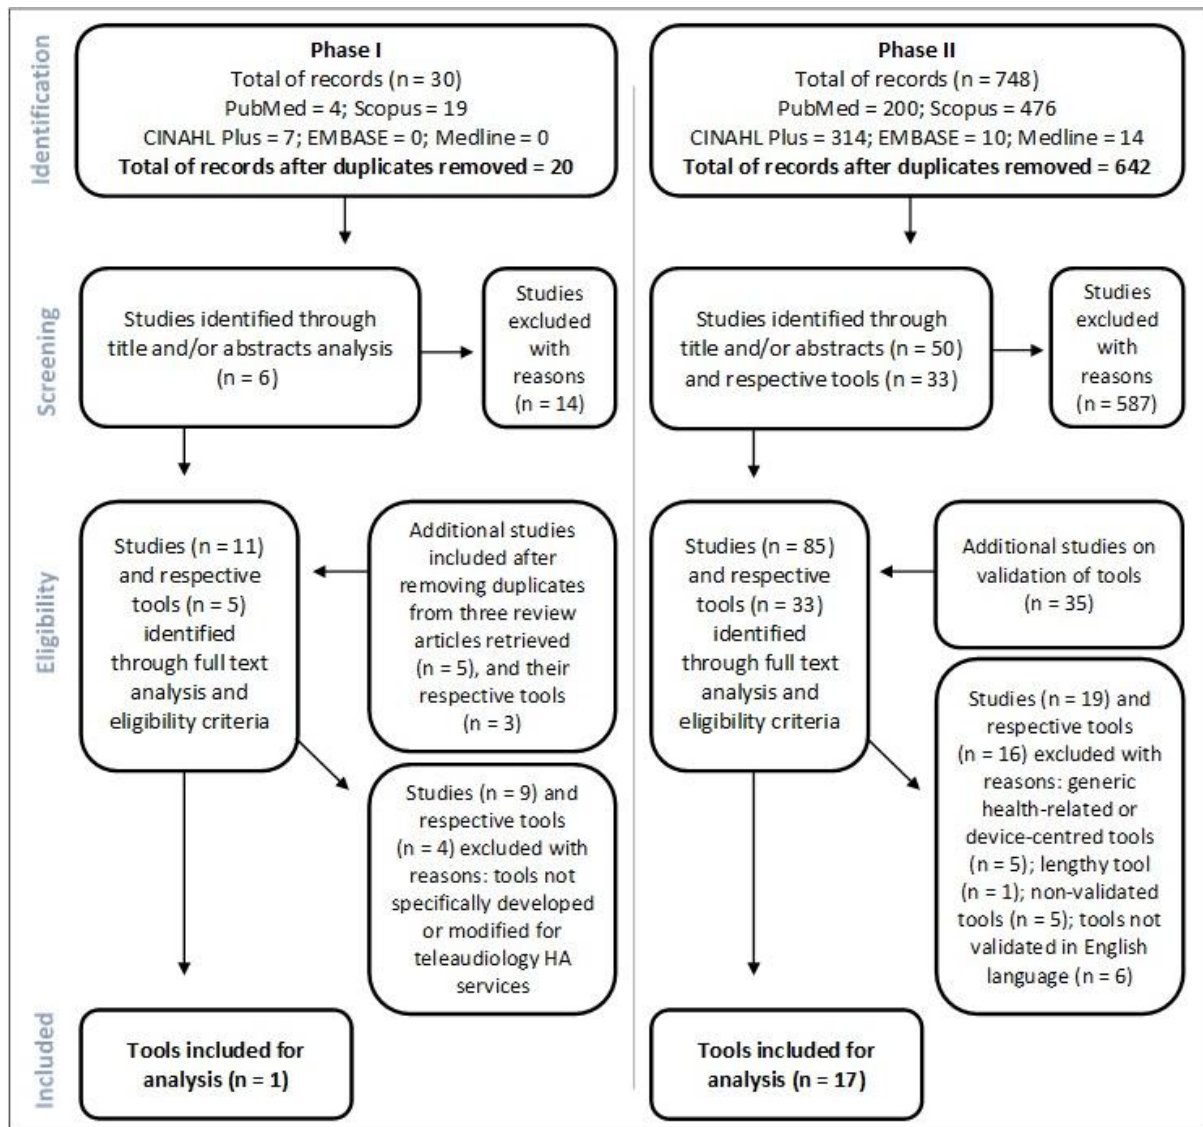 Identification
Phase I
Total of records (n = 30)
PubMed = 4; Scopus = 19
CINAHL Plus = 7; EMBASE = 0; Medline = 0
Total of records after duplicates removed = 20
Phase II
Total of records (n = 748)
PubMed = 200; Scopus = 476
CINAHL Plus = 314; EMBASE = 10; Medline = 14
Total of records after duplicates removed = 642
Screening
Studies identified through
title and/or abstracts analysis
(n = 6)
Studies
excluded
with
reasons
(n = 14)
Studies identified through
title and/or abstracts (n = 50)
and respective tools (n = 33)
Studies
excluded
with
reasons
(n = 587)
Eligibility
Studies (n = 11)
and respective
tools (n = 5)
identified
through full text
analysis and
eligibility criteria
Additional studies
included after
removing duplicates
from three review
articles retrieved
(n = 5), and their
respective tools
(n = 3)
Studies (n = 9) and
respective tools
(n = 4) excluded with
reasons: tools not
specifically developed
or modified for
teleaudiology HA
services
Studies (n = 85)
and respective
tools (n = 33)
identified
through full text
analysis and
eligibility criteria
Additional studies on
validation of tools
(n = 35)
Studies (n = 19) and
respective tools
(n = 16) excluded with
reasons: generic
health-related or
device-centred tools
(n = 5); lengthy tool
(n = 1); non-validated
tools (n = 5); tools not
validated in English
language (n = 6)
Included
Tools included for
analysis (n = 1)
Tools included for
analysis (n = 17)